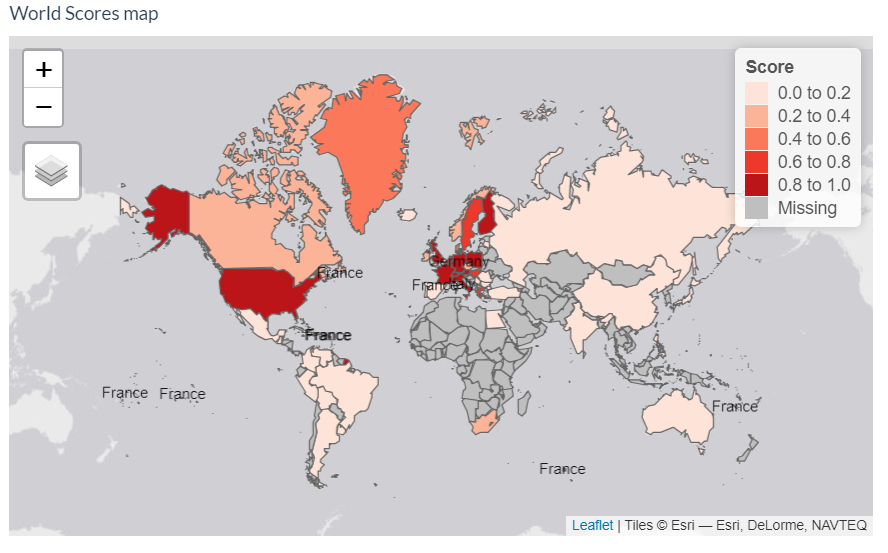 World Scores map
+
−
Score
0.0 to 0.2
0.2 to 0.4
0.4 to 0.6
0.6 to 0.8
0.8 to 1.0
Missing
Germany
France
France
Italy
France
France
France
France
France
Leaflet | Tiles © Esri — Esri, DeLorme, NAVTEQ